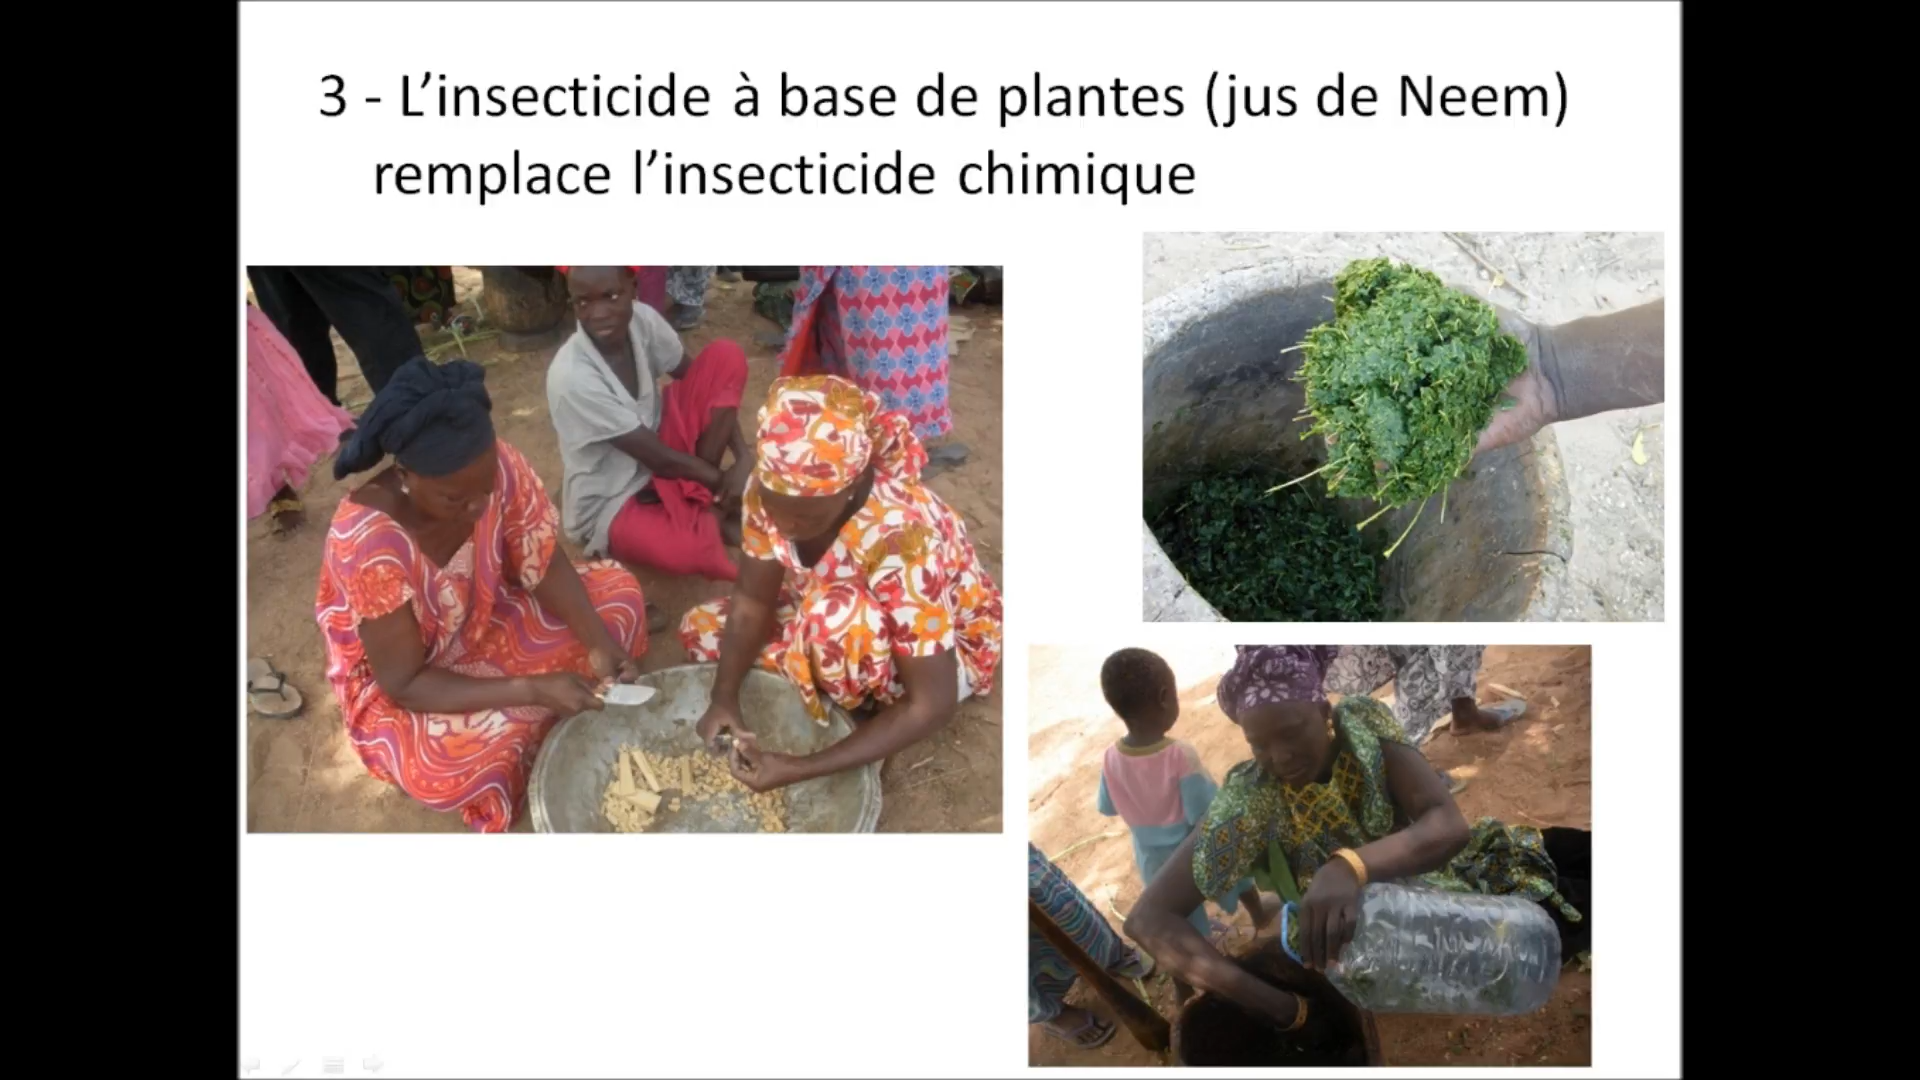 3 - L’insecticide à base de plantes (jus de Neem)
remplace l’insecticide chimique